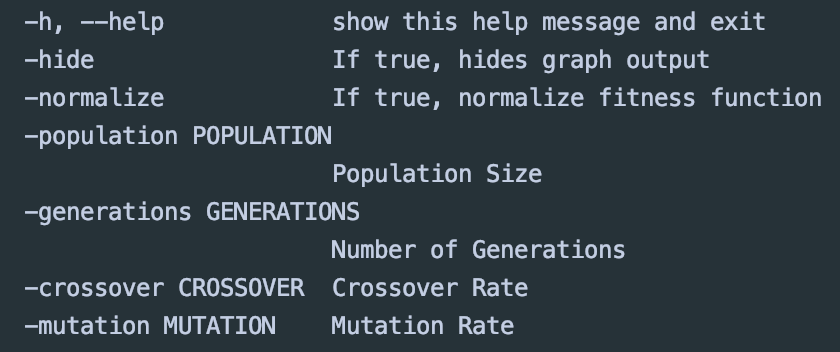 -h, --help            show this help message and exit
-hide                 If true, hides graph output
-normalize            If true, normalize fitness function
-population POPULATION
                      Population Size
-generations GENERATIONS
                      Number of Generations
-crossover CROSSOVER  Crossover Rate
-mutation MUTATION    Mutation Rate